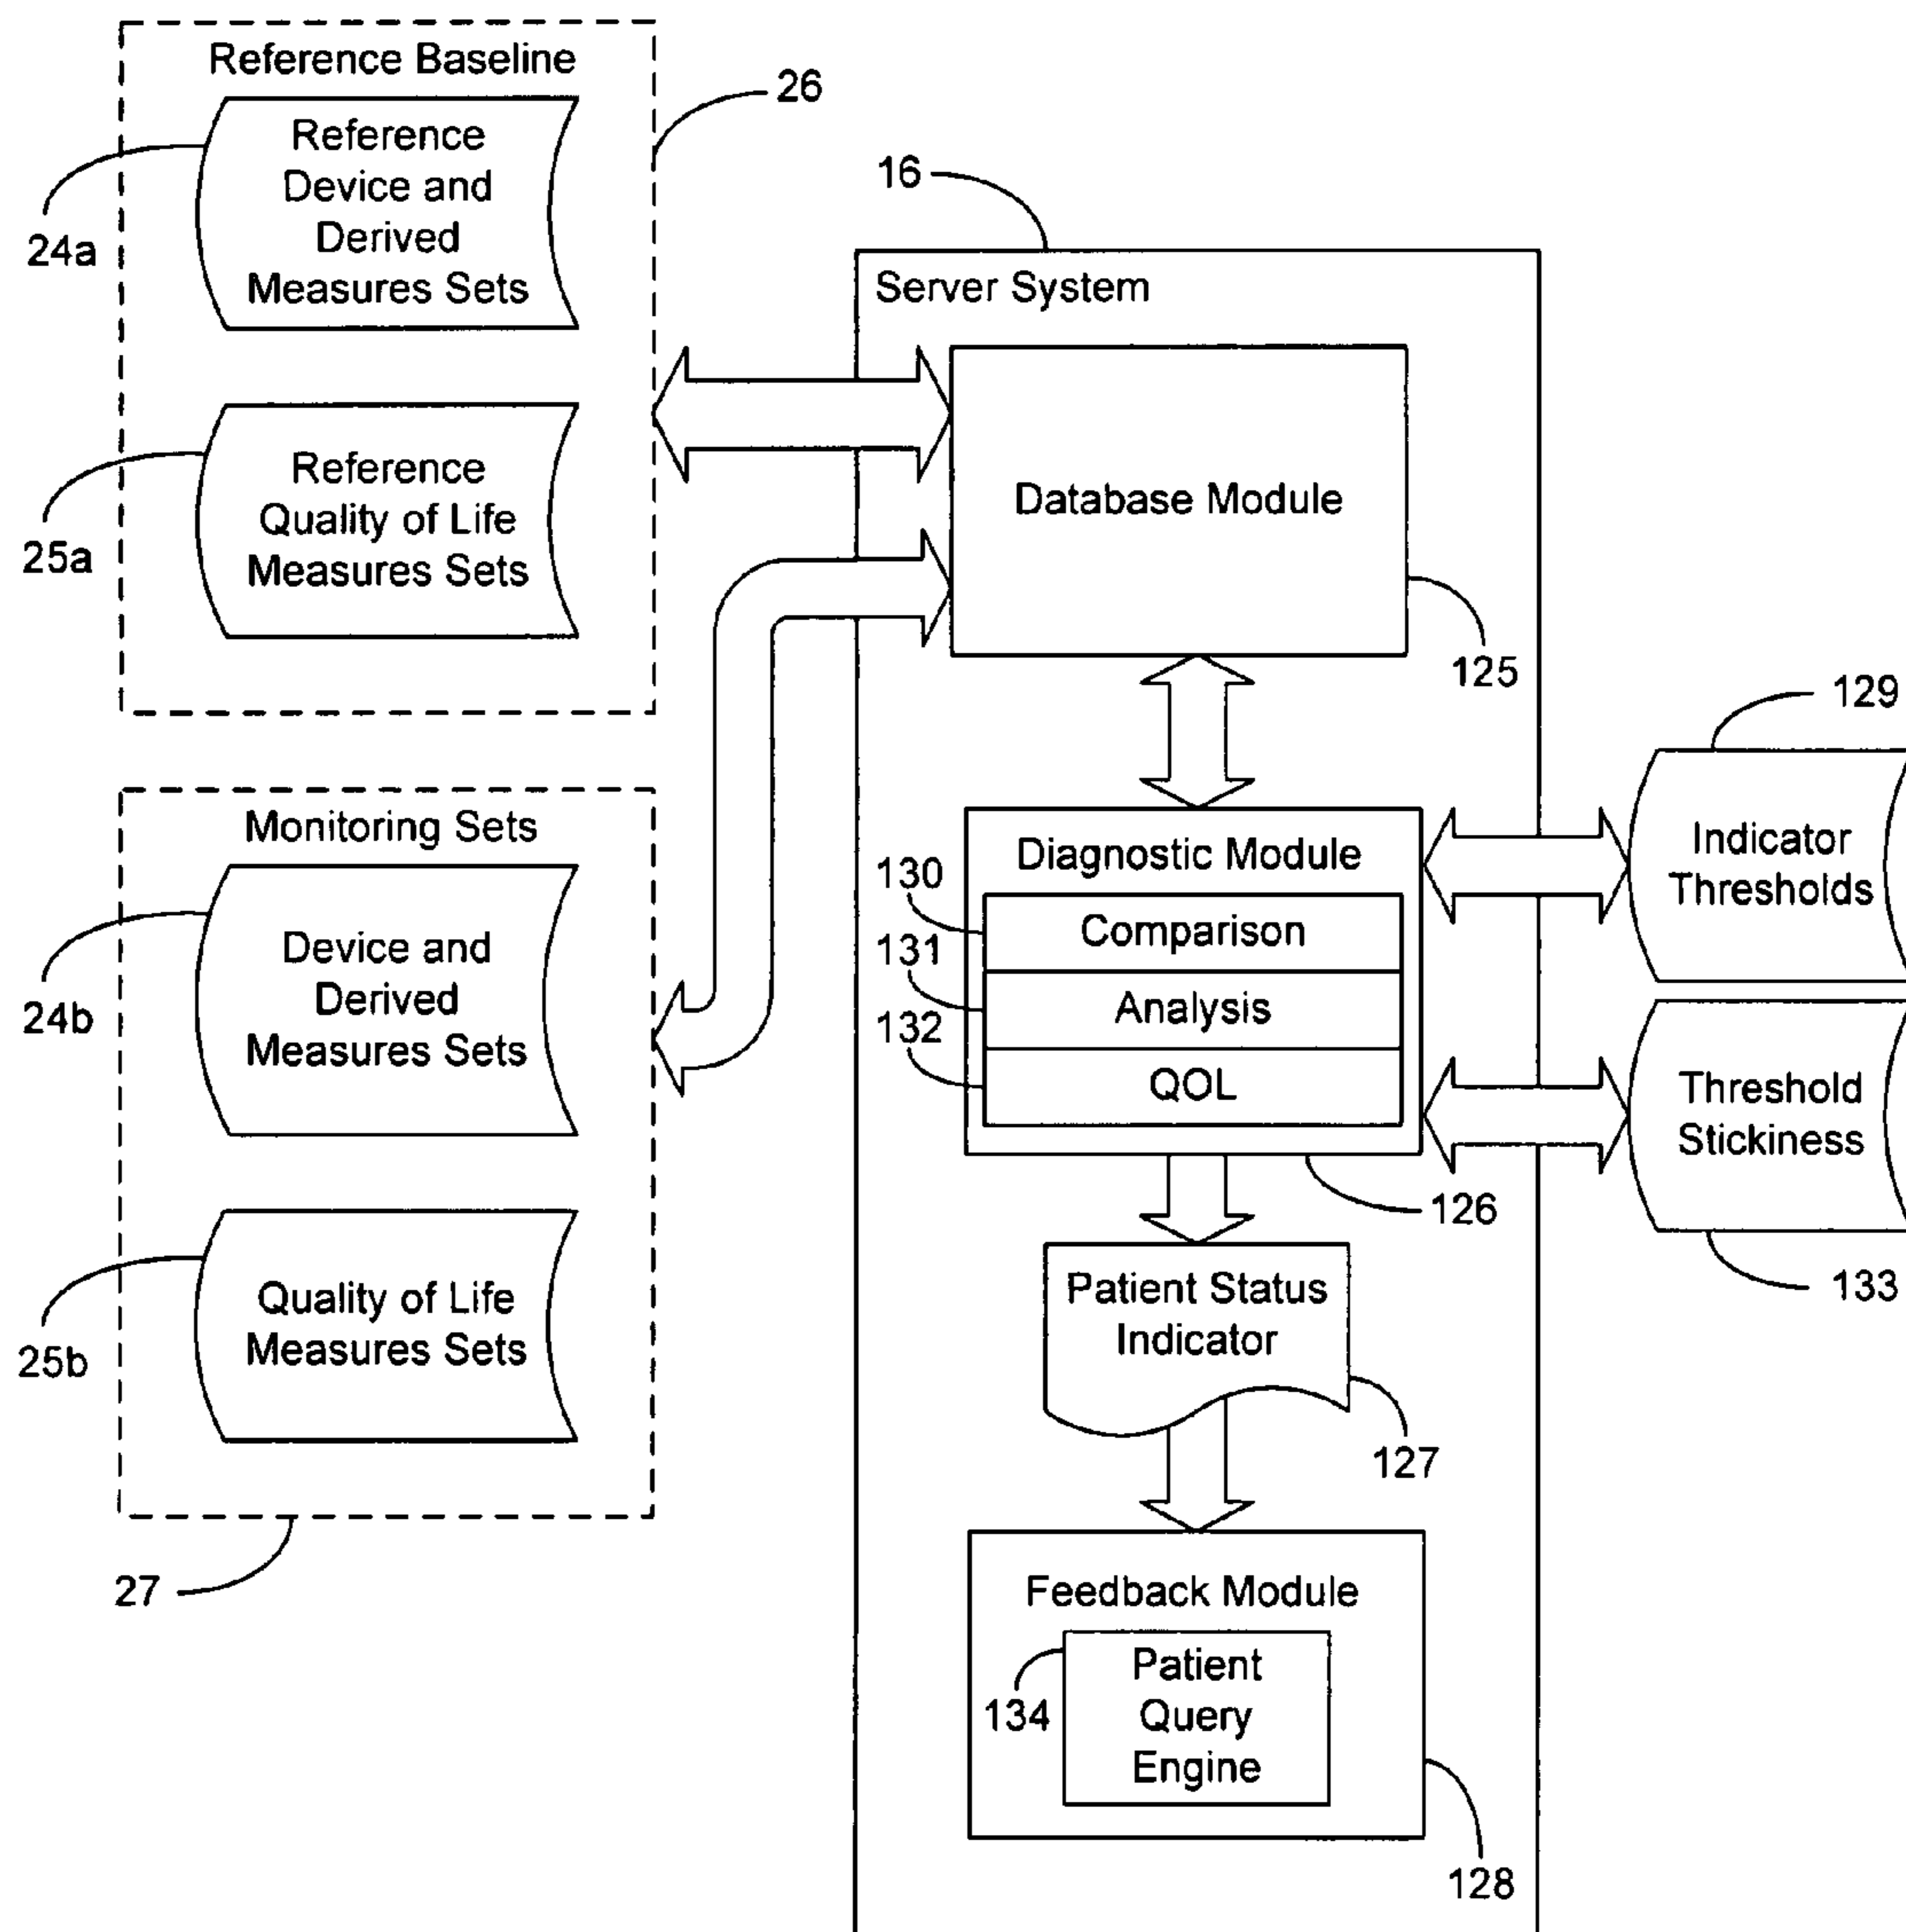 Reference Baseline
26
Reference
Device and
Derived
Measures Sets
24a
Reference
Quality of Life
Measures Sets
25a
16
Server System
Database Module
125
129
Monitoring Sets
Device and
Derived
Measures Sets
24b
Quality of Life
Measures Sets
25b
27
Diagnostic Module
130
Comparison
131
Analysis
132
QOL
126
Indicator
Thresholds
Threshold
Stickiness
133
Patient Status
Indicator
127
Feedback Module
134
Patient
Query
Engine
128